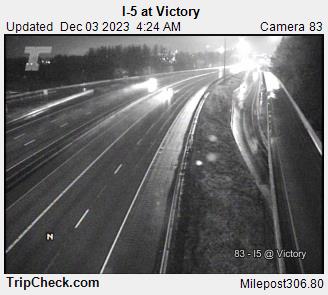 I-5 at Victory
Updated Dec 03 2023 4:24 AM Camera 83
T
N
83 - I5 @ Victory
TripCheck.com Milepost306.80